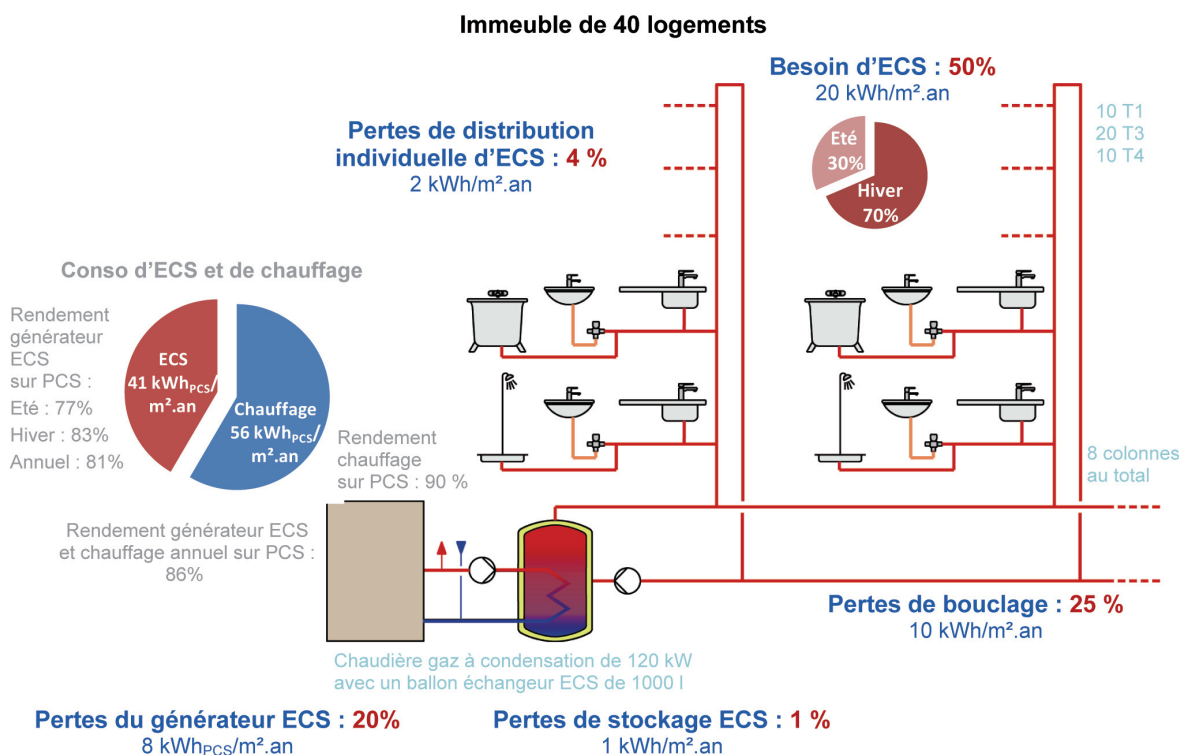 Immeuble de 40 logements
Besoin d’ECS : 50%
20 kWh/m².an
Eté
30%
Hiver
70%
10 T1
20 T3
10 T4
Pertes de distribution
individuelle d’ECS : 4 %
2 kWh/m².an
Conso d’ECS et de chauffage
Rendement
générateur
ECS
sur PCS :
Eté : 77%
Hiver : 83%
Annuel : 81%
ECS
41 kWhPCS/
m².an
Chauffage
56 kWhPCS/
m².an
Rendement
chauffage
sur PCS : 90 %
8 colonnes
au total
Rendement générateur ECS
et chauffage annuel sur PCS :
86%
Pertes de bouclage : 25 %
10 kWh/m².an
Chaudière gaz à condensation de 120 kW
avec un ballon échangeur ECS de 1000 l
Pertes du générateur ECS : 20%
8 kWhPCS/m².an
Pertes de stockage ECS : 1 %
1 kWh/m².an